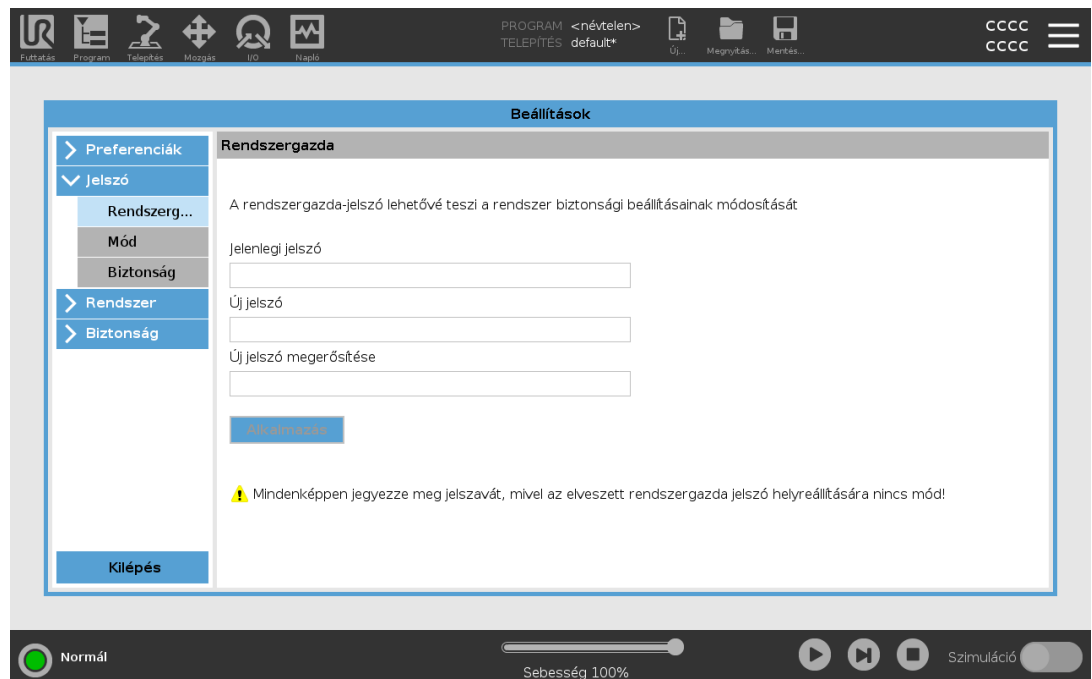 PROGRAM <névtelen>
TELEPÍTÉS default*
CCCC
CCCC
Futtatás Program Telepítés Mozgás I/O Napló Új... Megnyitás... Mentés...
Beállítások
Preferenciák
Jelszó
Rendszerg...
Mód
Biztonság
Rendszer
Biztonság
Kilépés
Rendszergazda
A rendszergazda-jelszó lehetővé teszi a rendszer biztonsági beállításainak módosítását
Jelenlegi jelszó
Új jelszó
Új jelszó megerősítése
Alkalmazás
Mindenképpen jegyezze meg jelszavát, mivel az elveszett rendszergazda jelszó helyreállítására nincs mód!
Normál
Sebesség 100%
Szimuláció